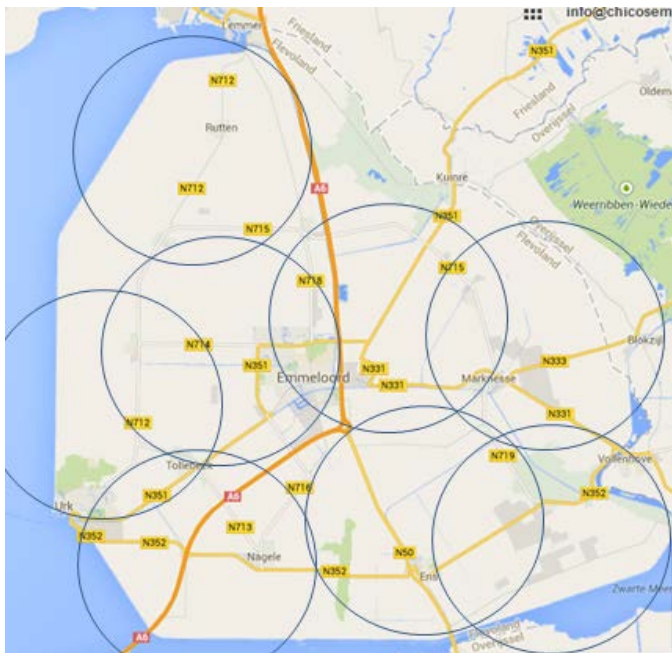 info@chicosem
Lemmer
Friesland
Flevoland
N351
N712
Oldema
Friesland
Overijssel
Rutten
Kuinre
N712
A6
Weerribben-Wiede
N351
N715
Overijssel
Flevoland
N715
N718
N714
Blokzijl
N351
N331
N333
Emmeloord
N331
Marknesse
N331
N712
N719
Vollenhove
Tollebeek
N716
A6
N351
N352
Urk
N713
N352
N352
Nagele
N50
N352
Ens
Zwarte Meer
A6
Flevoland
Overijssel